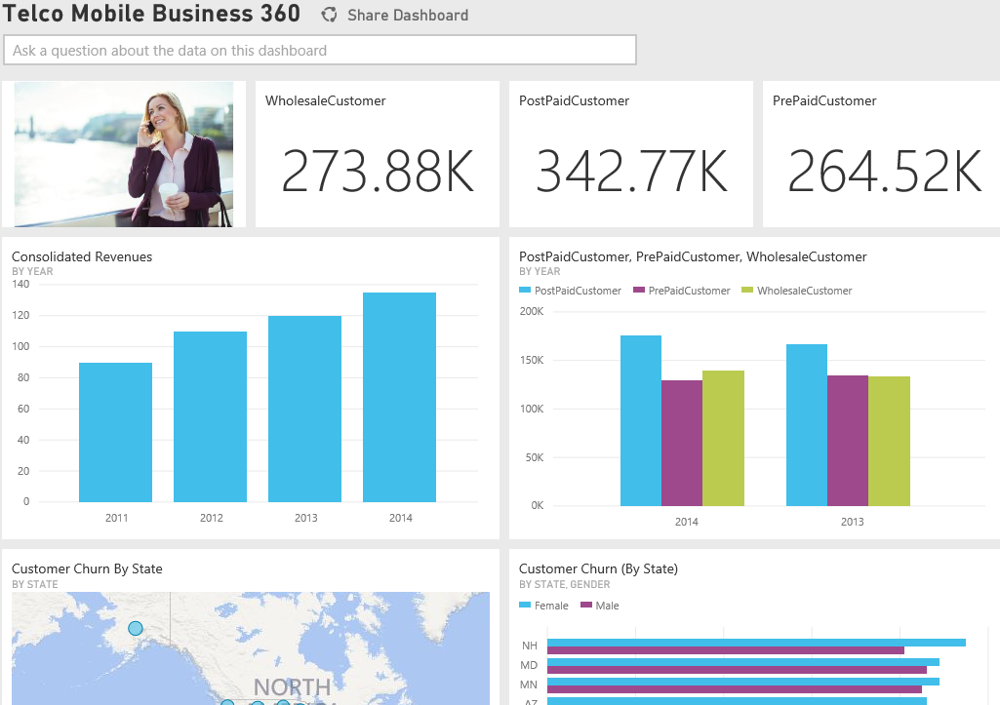 Telco Mobile Business 360
Share Dashboard
Ask a question about the data on this dashboard
WholesaleCustomer
273.88K
PostPaidCustomer
342.77K
PrePaidCustomer
264.52K
Consolidated Revenues
BY YEAR
140
120
100
80
60
40
20
0
2011 2012 2013 2014
PostPaidCustomer, PrePaidCustomer, WholesaleCustomer
BY YEAR
PostPaidCustomer PrePaidCustomer WholesaleCustomer
200K
150K
100K
50K
0K
2014 2013
Customer Churn By State
BY STATE
NORTH
Customer Churn (By State)
BY STATE, GENDER
Female Male
NH
MD
MN
AZ